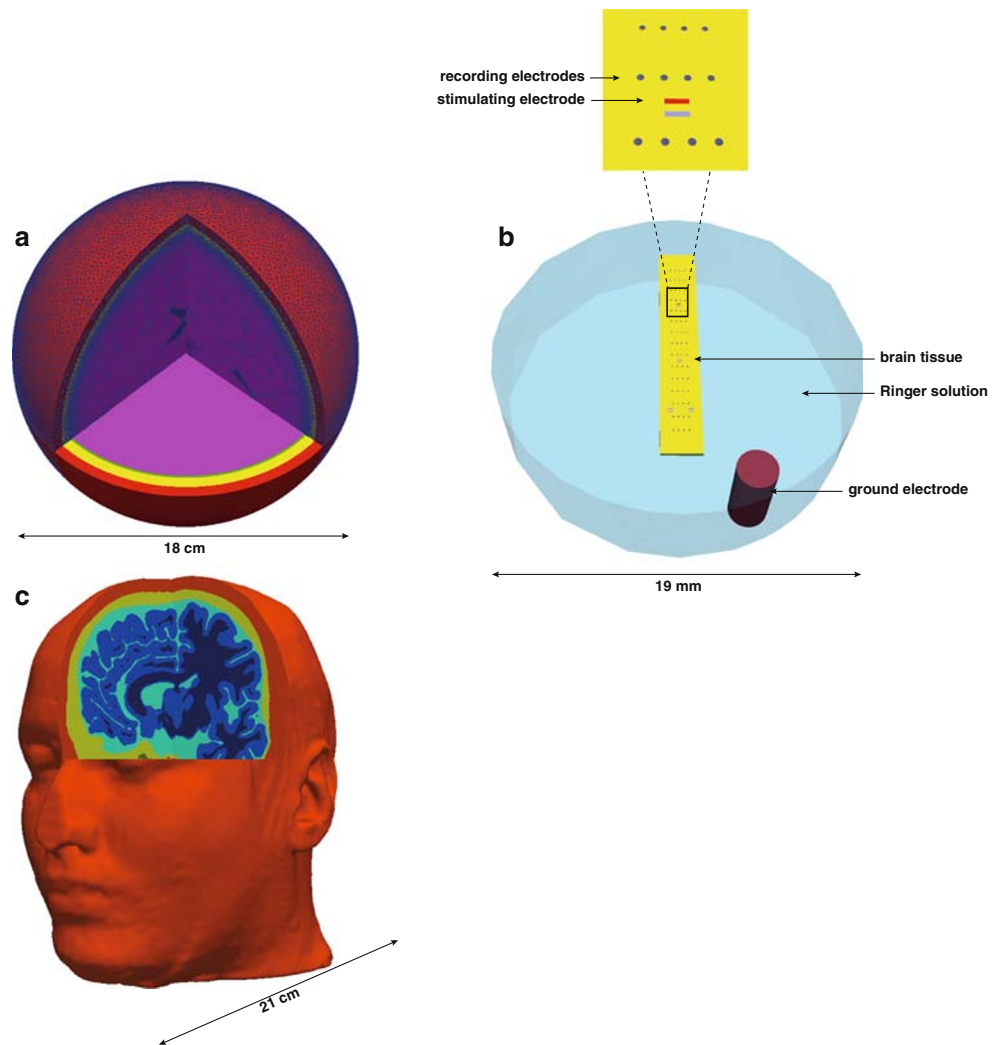 recording electrodes
stimulating electrode
a
b
brain tissue
Ringer solution
ground electrode
18 cm
19 mm
c
21 cm